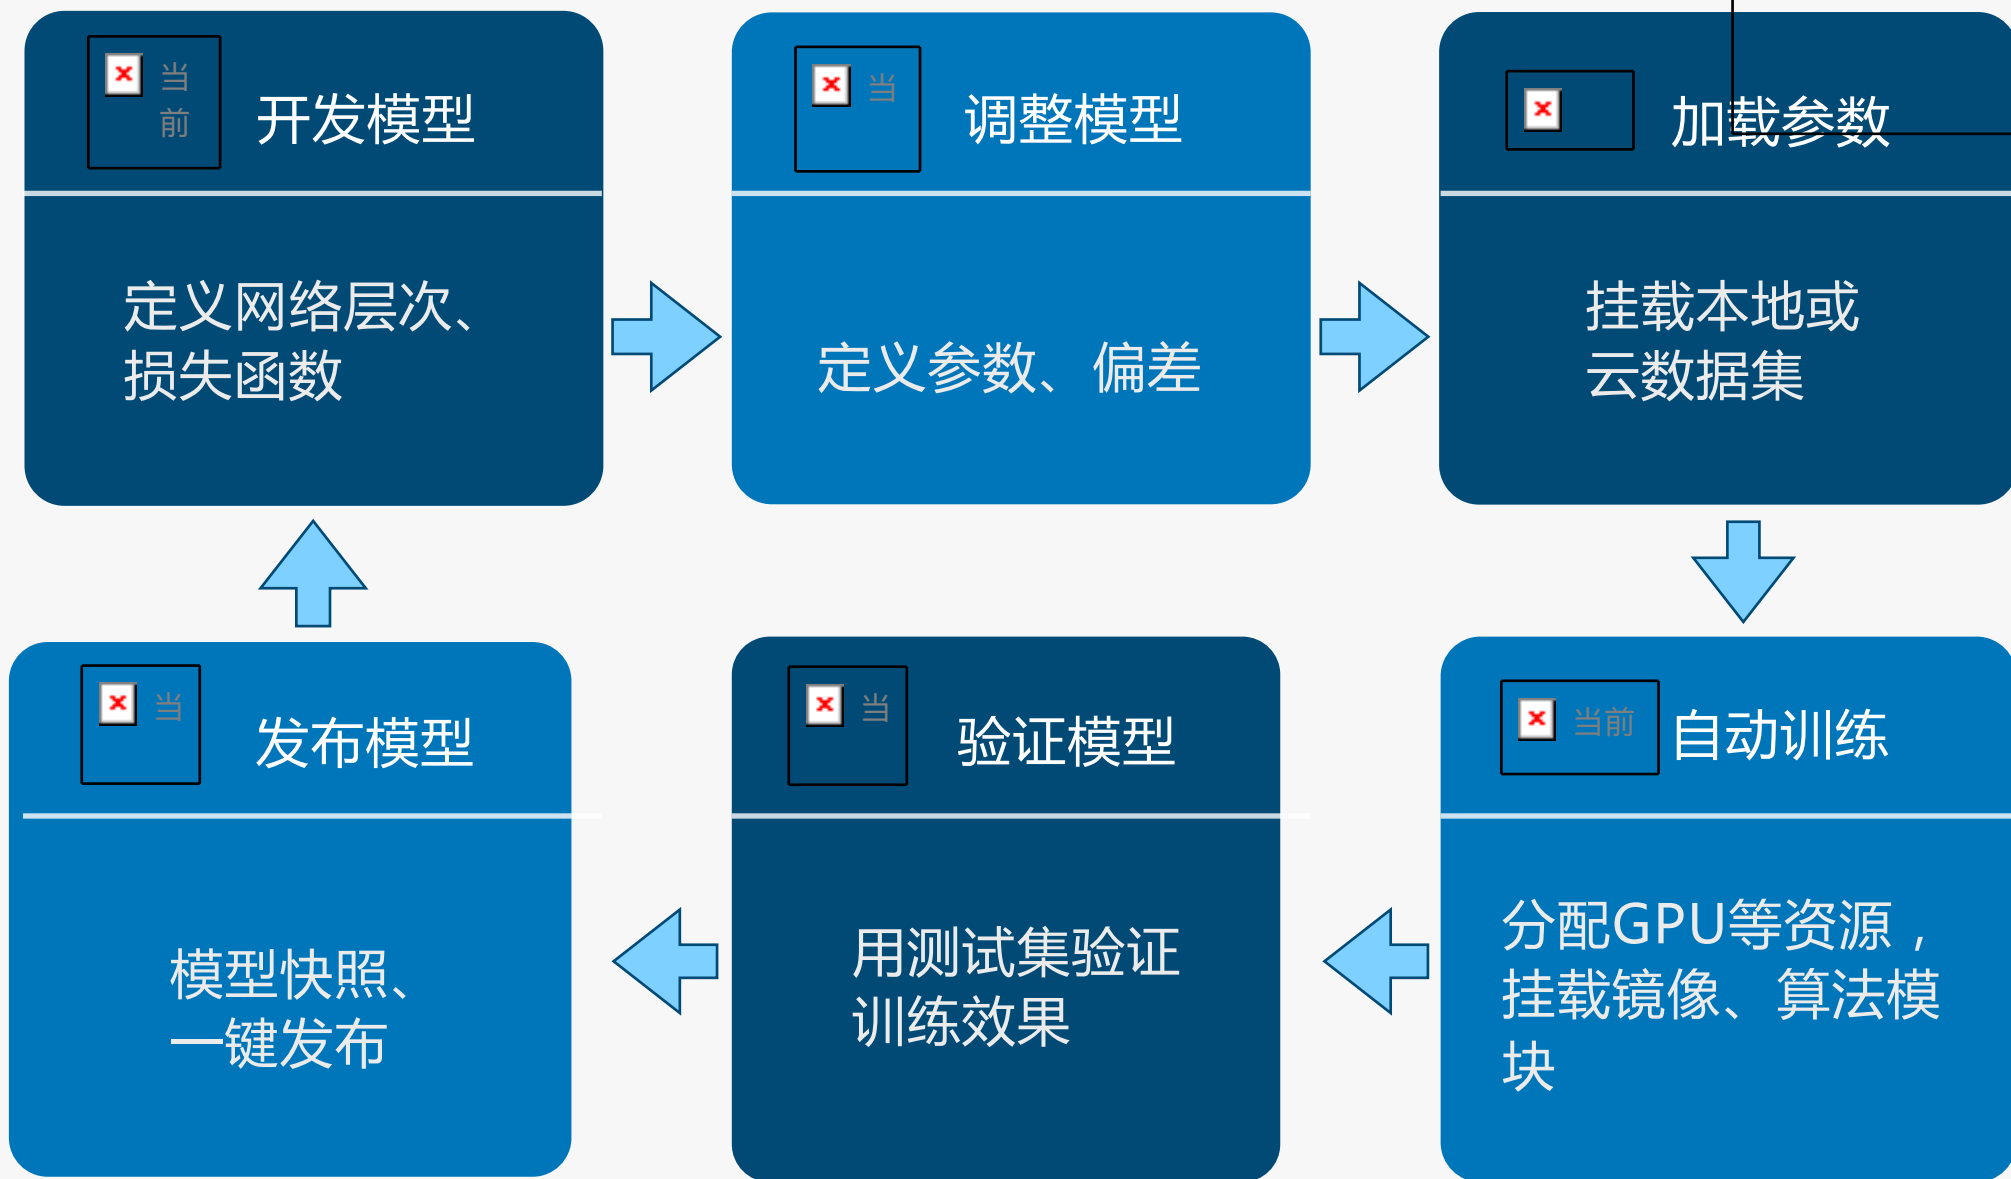 当
前
开发模型
定义网络层次、
损失函数
当
调整模型
定义参数、偏差
加载参数
挂载本地或
云数据集
当
发布模型
模型快照、
一键发布
当
验证模型
用测试集验证
训练效果
当前
自动训练
分配GPU等资源，
挂载镜像、算法模
块